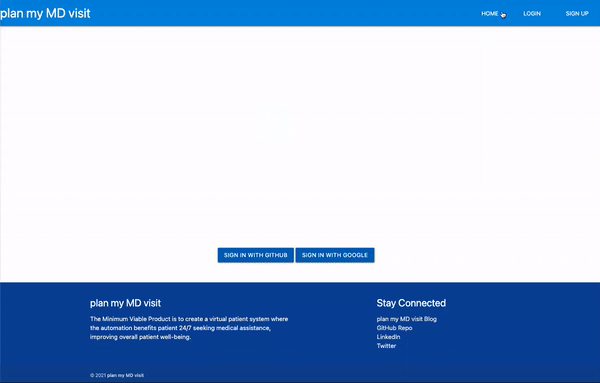 plan my MD visit
HOME
LOGIN
SIGN UP
SIGN IN WITH GITHUB
SIGN IN WITH GOOGLE
plan my MD visit
The Minimum Viable Product is to create a virtual patient system where
the automation benefits patient 24/7 seeking medical assistance,
improving overall patient well-being.
Stay Connected
plan my MD visit Blog
GitHub Repo
LinkedIn
Twitter
© 2021 plan my MD visit